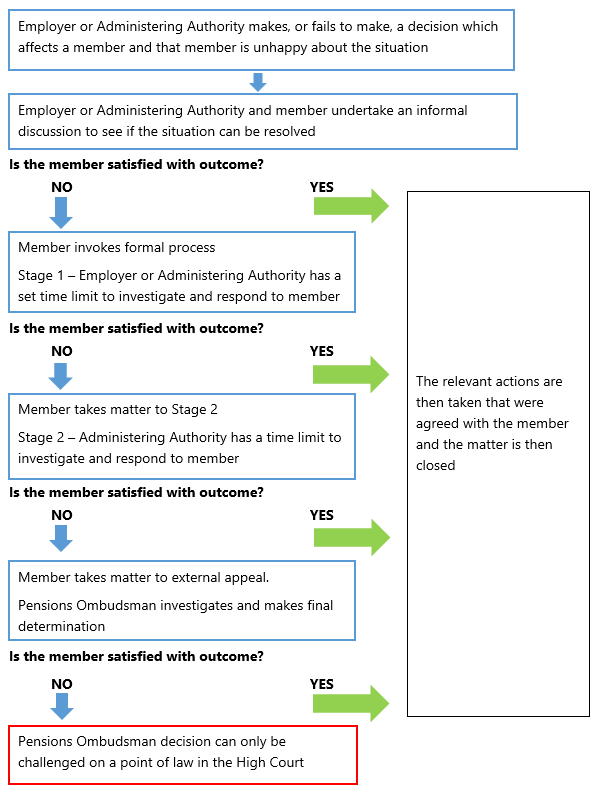 Employer or Administering Authority makes, or fails to make, a decision which
affects a member and that member is unhappy about the situation
Employer or Administering Authority and member undertake an informal
discussion to see if the situation can be resolved
Is the member satisfied with outcome?
NO
YES
Member invokes formal process
Stage 1 – Employer or Administering Authority has a
set time limit to investigate and respond to member
Is the member satisfied with outcome?
NO
YES
Member takes matter to Stage 2
Stage 2 – Administering Authority has a time limit to
investigate and respond to member
Is the member satisfied with outcome?
NO
YES
Member takes matter to external appeal.
Pensions Ombudsman investigates and makes final
determination
Is the member satisfied with outcome?
NO
YES
Pensions Ombudsman decision can only be
challenged on a point of law in the High Court
The relevant actions are
then taken that were
agreed with the member
and the matter is then
closed